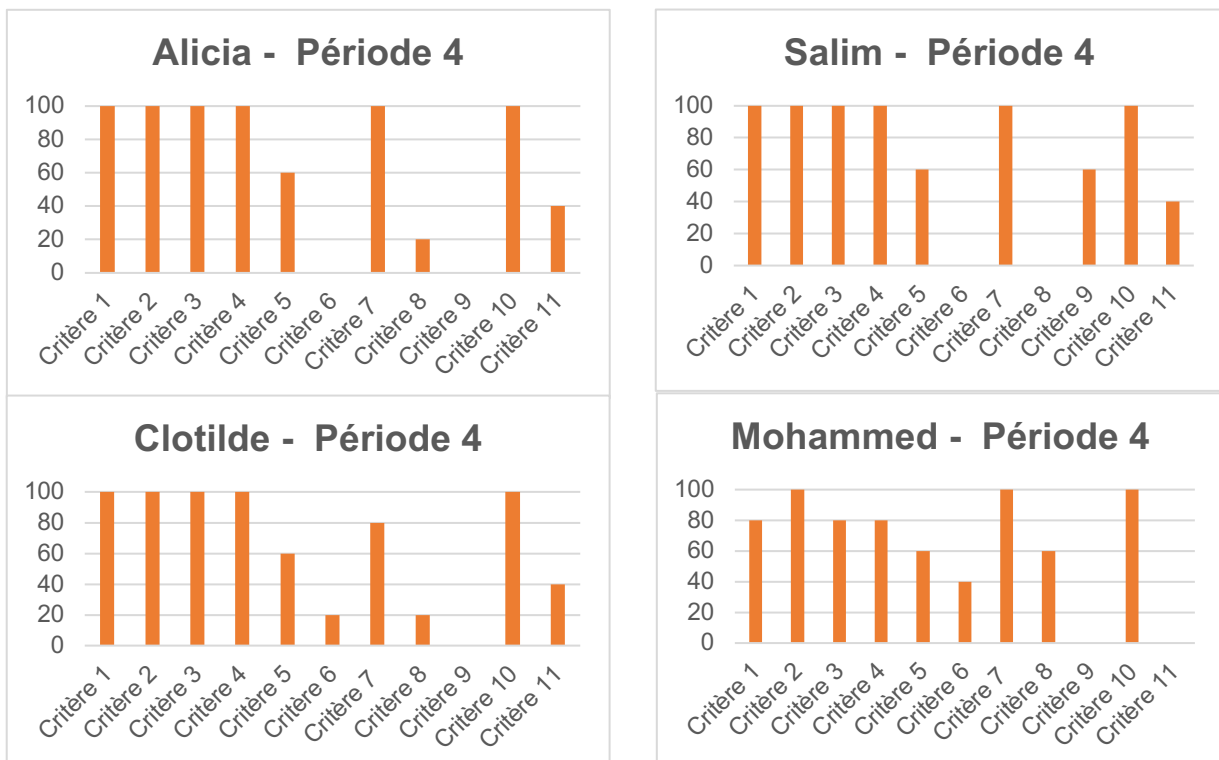 Alicia - Période 4
100
80
60
40
20
0
Critère 1
Critère 2
Critère 3
Critère 4
Critère 5
Critère 6
Critère 7
Critère 8
Critère 9
Critère 10
Critère 11
Salim - Période 4
100
80
60
40
20
0
Critère 1
Critère 2
Critère 3
Critère 4
Critère 5
Critère 6
Critère 7
Critère 8
Critère 9
Critère 10
Critère 11
Clotilde - Période 4
100
80
60
40
20
0
Critère 1
Critère 2
Critère 3
Critère 4
Critère 5
Critère 6
Critère 7
Critère 8
Critère 9
Critère 10
Critère 11
Mohammed - Période 4
100
80
60
40
20
0
Critère 1
Critère 2
Critère 3
Critère 4
Critère 5
Critère 6
Critère 7
Critère 8
Critère 9
Critère 10
Critère 11